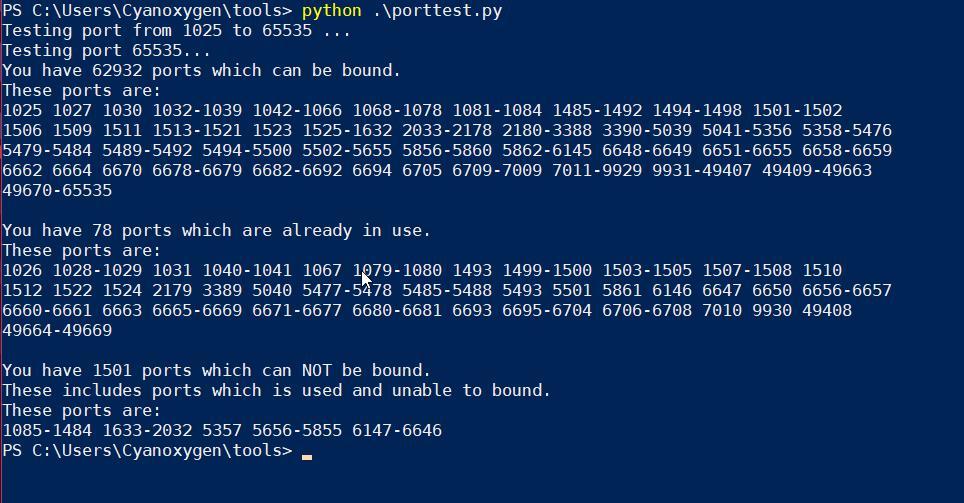 PS C:\Users\Cyanoxygen\tools> python .\porttest.py
Testing port from 1025 to 65535 ...
Testing port 65535...
You have 62932 ports which can be bound.
These ports are:
1025 1027 1030 1032-1039 1042-1066 1068-1078 1081-1084 1485-1492 1494-1498 1501-1502
1506 1509 1511 1513-1521 1523 1525-1632 2033-2178 2180-3388 3390-5039 5041-5356 5358-5476
5479-5484 5489-5492 5494-5500 5502-5655 5856-5860 5862-6145 6648-6649 6651-6655 6658-6659
6662 6664 6670 6678-6679 6682-6692 6694 6705 6709-7009 7011-9929 9931-49407 49409-49663
49670-65535
You have 78 ports which are already in use.
These ports are:
1026 1028-1029 1031 1040-1041 1067 1079-1080 1493 1499-1500 1503-1505 1507-1508 1510
1512 1522 1524 2179 3389 5040 5477-5478 5485-5488 5493 5501 5861 6146 6647 6650 6656-6657
6660-6661 6663 6665-6669 6671-6677 6680-6681 6693 6695-6704 6706-6708 7010 9930 49408
49664-49669
You have 1501 ports which can NOT be bound.
These includes ports which is used and unable to bound.
These ports are:
1085-1484 1633-2032 5357 5656-5855 6147-6646
PS C:\Users\Cyanoxygen\tools>